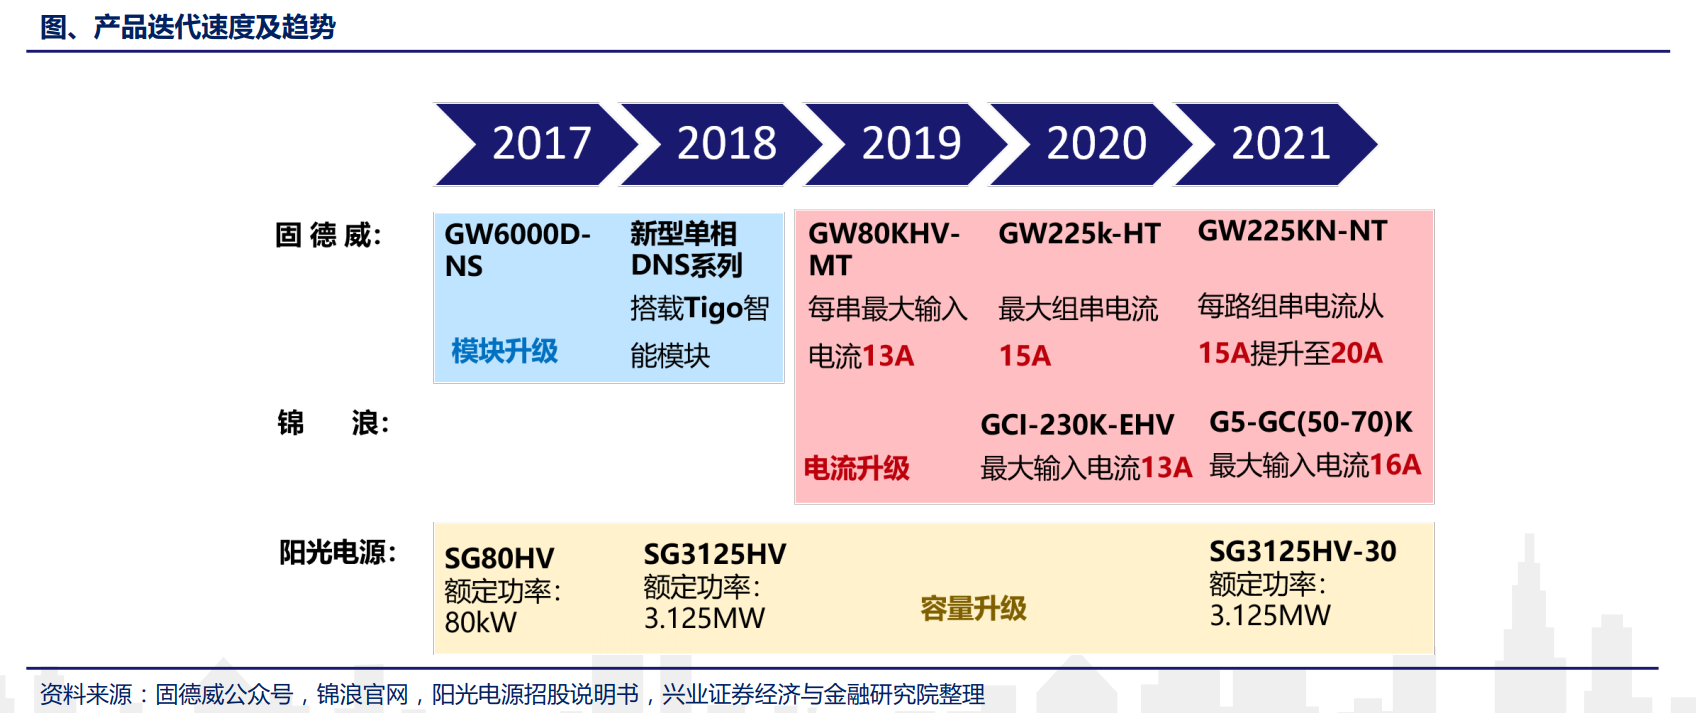 图、产品迭代速度及趋势
2017 2018 2019 2020 2021
固德威：
GW6000D-
NS
模块升级
新型单相
DNS系列
搭载Tigo智
能模块
GW80KHV-
MT
每串最大输入
电流13A
GW225k-HT
最大组串电流
15A
GW225KN-NT
每路组串电流从
15A提升至20A
锦 浪：
电流升级
GCI-230K-EHV
最大输入电流13A
G5-GC(50-70)K
最大输入电流16A
阳光电源：
SG80HV
额定功率：
80kW
SG3125HV
额定功率：
3.125MW
容量升级
SG3125HV-30
额定功率：
3.125MW
资料来源：固德威公众号，锦浪官网，阳光电源招股说明书，兴业证券经济与金融研究院整理